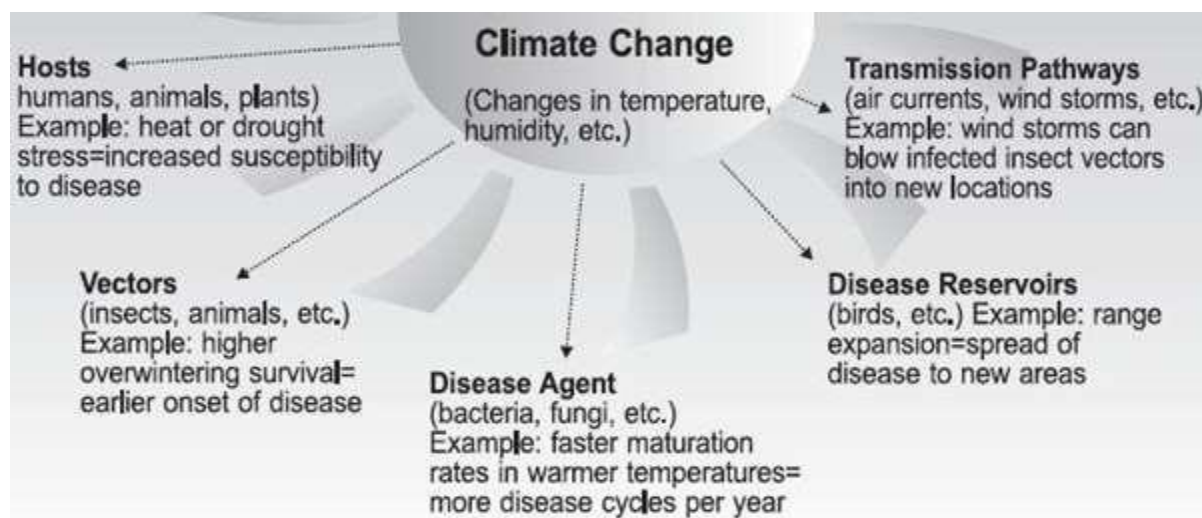 Climate Change
(Changes in temperature,
humidity, etc.)
Hosts
humans, animals, plants)
Example: heat or drought
stress=increased susceptibility
to disease
Vectors
(insects, animals, etc.)
Example: higher
overwintering survival=
earlier onset of disease
Disease Agent
(bacteria, fungi, etc.)
Example: faster maturation
rates in warmer temperatures=
more disease cycles per year
Disease Reservoirs
(birds, etc.) Example: range
expansion=spread of
disease to new areas
Transmission Pathways
(air currents, wind storms, etc.)
Example: wind storms can
blow infected insect vectors
into new locations